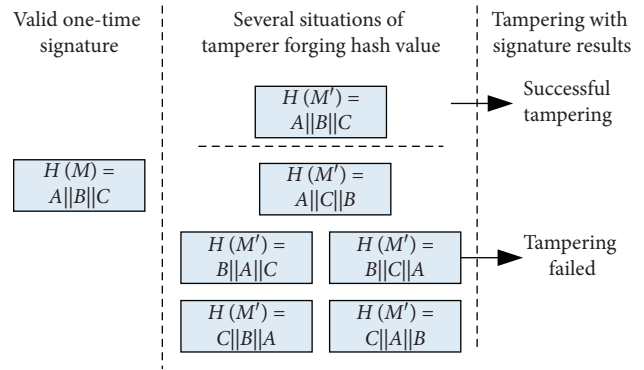 Valid one-time
signature
Several situations of
tamperer forging hash value
Tampering with
signature results
H (M′) =
A||B||C
Successful
tampering
H (M) =
A||B||C
H (M′) =
A||C||B
H (M′) =
B||A||C
H (M′) =
B||C||A
Tampering
failed
H (M′) =
C||B||A
H (M′) =
C||A||B